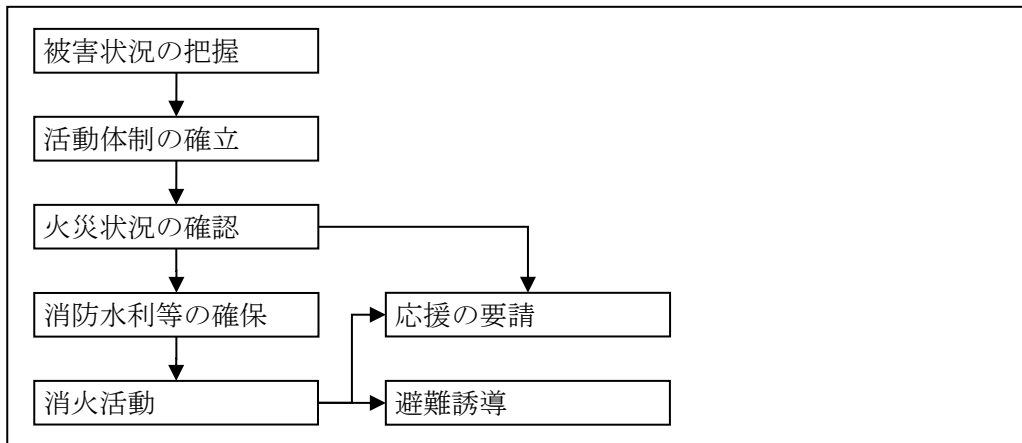 被害状況の把握
活動体制の確立
火災状況の確認
消防水利等の確保
応援の要請
消火活動
避難誘導